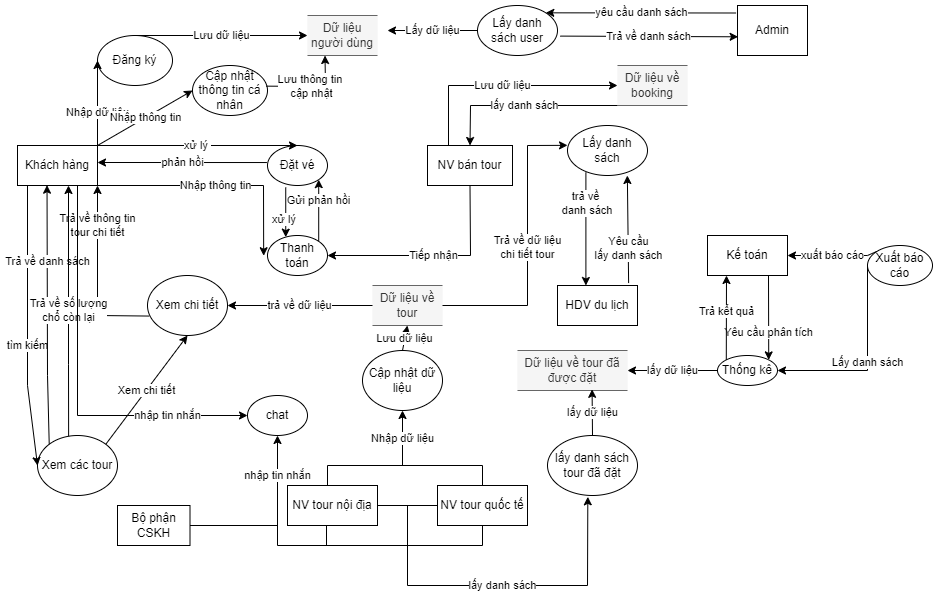 yêu cầu danh sách
Lấy danh
sách user
Admin
Trả về danh sách
Dữ liệu
người dùng
Lấy dữ liệu
Lưu dữ liệu
Đăng ký
Cập nhật
thông tin cá
nhân
Lưu thông tin
cập nhật
Dữ liệu về
booking
Lưu dữ liệu
lấy danh sách
Nhập dữ liệu
Nhập thông tin
Khách hàng
xử lý
phản hồi
Đặt vé
NV bán tour
Lấy danh
sách
Nhập thông tin
Gửi phản hồi
xử lý
trả về
danh sách
Trả về thông tin
tour chi tiết
Thanh
toán
Tiếp nhận
Trả về dữ liệu
chi tiết tour
Yêu cầu
lấy danh sách
Kế toán
xuất báo cáo
Xuất báo
cáo
Trả về danh sách
Xem chi tiết
trả về dữ liệu
Dữ liệu về
tour
HDV du lịch
Trả về số lượng
chổ còn lại
Trả kết quả
Yêu cầu phân tích
tìm kiếm
Lưu dữ liệu
Cập nhật dữ
liệu
Dữ liệu về tour đã
được đặt
lấy dữ liệu
Thống kê
Lấy danh sách
Xem chi tiết
nhập tin nhắn
chat
lấy dữ liệu
Nhập dữ liệu
Xem các tour
nhập tin nhắn
lấy danh sách
tour đã đặt
NV tour nội địa
NV tour quốc tế
Bộ phận
CSKH
lấy danh sách